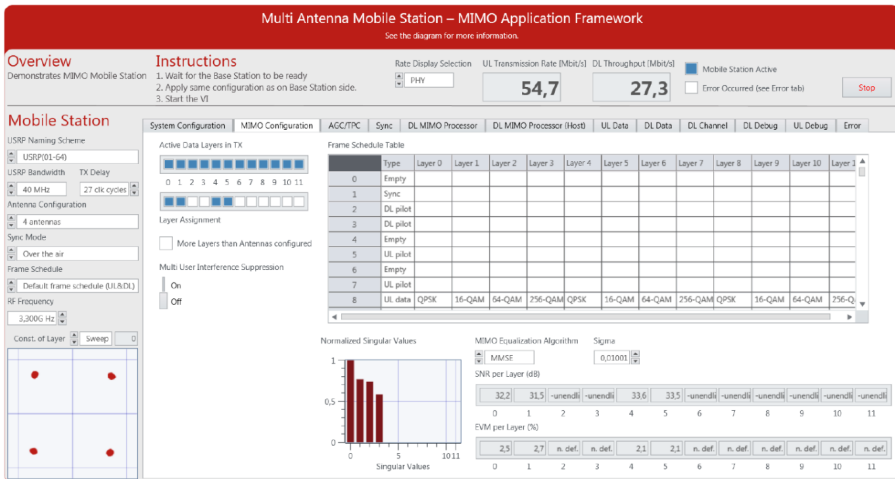 Multi Antenna Mobile Station – MIMO Application Framework
See the diagram for more information.
Overview
Demonstrates MIMO Mobile Station
Instructions
1. Wait for the Base Station to be ready
2. Apply same configuration as on Base Station side.
3. Start the VI
Rate Display Selection
PHY
UL Transmission Rate [Mbit/s]
54,7
DL Throughput [Mbit/s]
27,3
Mobile Station Active
Error Occurred (see Error tab)
Stop
Mobile Station
USRP Naming Scheme
USRP(01-64)
USRP Bandwidth TX Delay
40 MHz 27 clk cycles
Antenna Configuration
4 antennas
Sync Mode
Over the air
Frame Schedule
Default frame schedule (UL&DL)
RF Frequency
3,300G Hz
Const. of Layer Sweep 0
System Configuration MIMO Configuration AGC/TPC Sync DL MIMO Processor DL MIMO Processor (Host) UL Data DL Data DL Channel DL Debug UL Debug Error
Active Data Layers in TX
0 1 2 3 4 5 6 7 8 9 10 11
Layer Assignment
More Layers than Antennas configured
Multi User Interference Suppression
On
Off
Frame Schedule Table
Type Layer 0 Layer 1 Layer 2 Layer 3 Layer 4 Layer 5 Layer 6 Layer 7 Layer 8 Layer 9 Layer 10 Layer 1
0 Empty
1 Sync
2 DL pilot
3 DL pilot
4 Empty
5 UL pilot
6 Empty
7 UL pilot
8 UL data QPSK 16-QAM 64-QAM 256-QAM QPSK 16-QAM 64-QAM 256-QAM QPSK 16-QAM 64-QAM 256-Q
Normalized Singular Values
1
0,5
0
0 5 10 11
Singular Values
MIMO Equalization Algorithm Sigma
MMSE 0,01001
SNR per Layer (dB)
32,2 31,5 -unendli -unendli 33,6 33,5 -unendli -unendli -unendli -unendli -unendli -unendli
0 1 2 3 4 5 6 7 8 9 10 11
EVM per Layer (%)
2,5 2,7 n. def. n. def. 2,1 2,1 n. def. n. def. n. def. n. def. n. def. n. def.
0 1 2 3 4 5 6 7 8 9 10 11